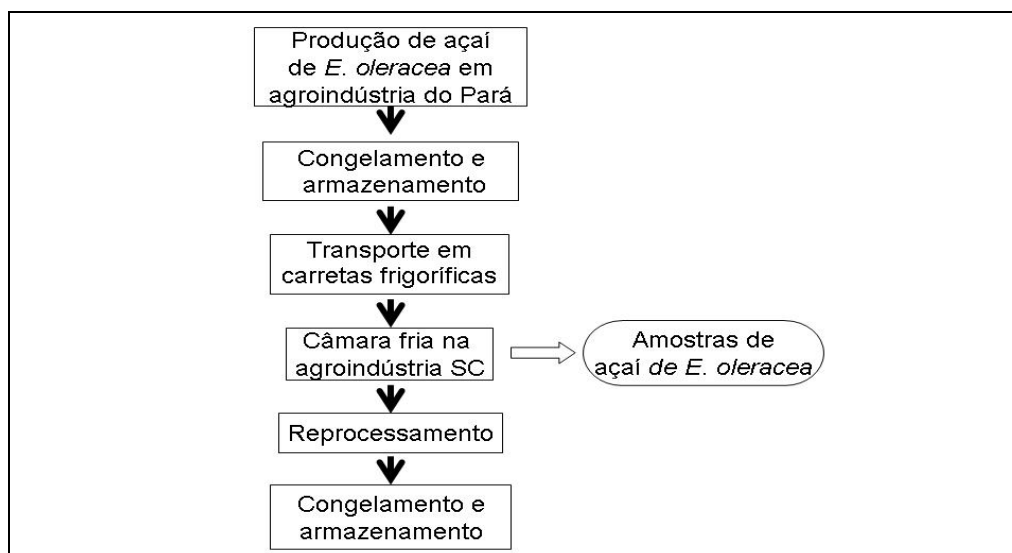 Produção de açaí
de E. oleracea em
agroindústria do Pará
Congelamento e
armazenamento
Transporte em
carretas frigoríficas
Câmara fria na
agroindústria SC
Amostras de
açaí de E. oleracea
Reprocessamento
Congelamento e
armazenamento